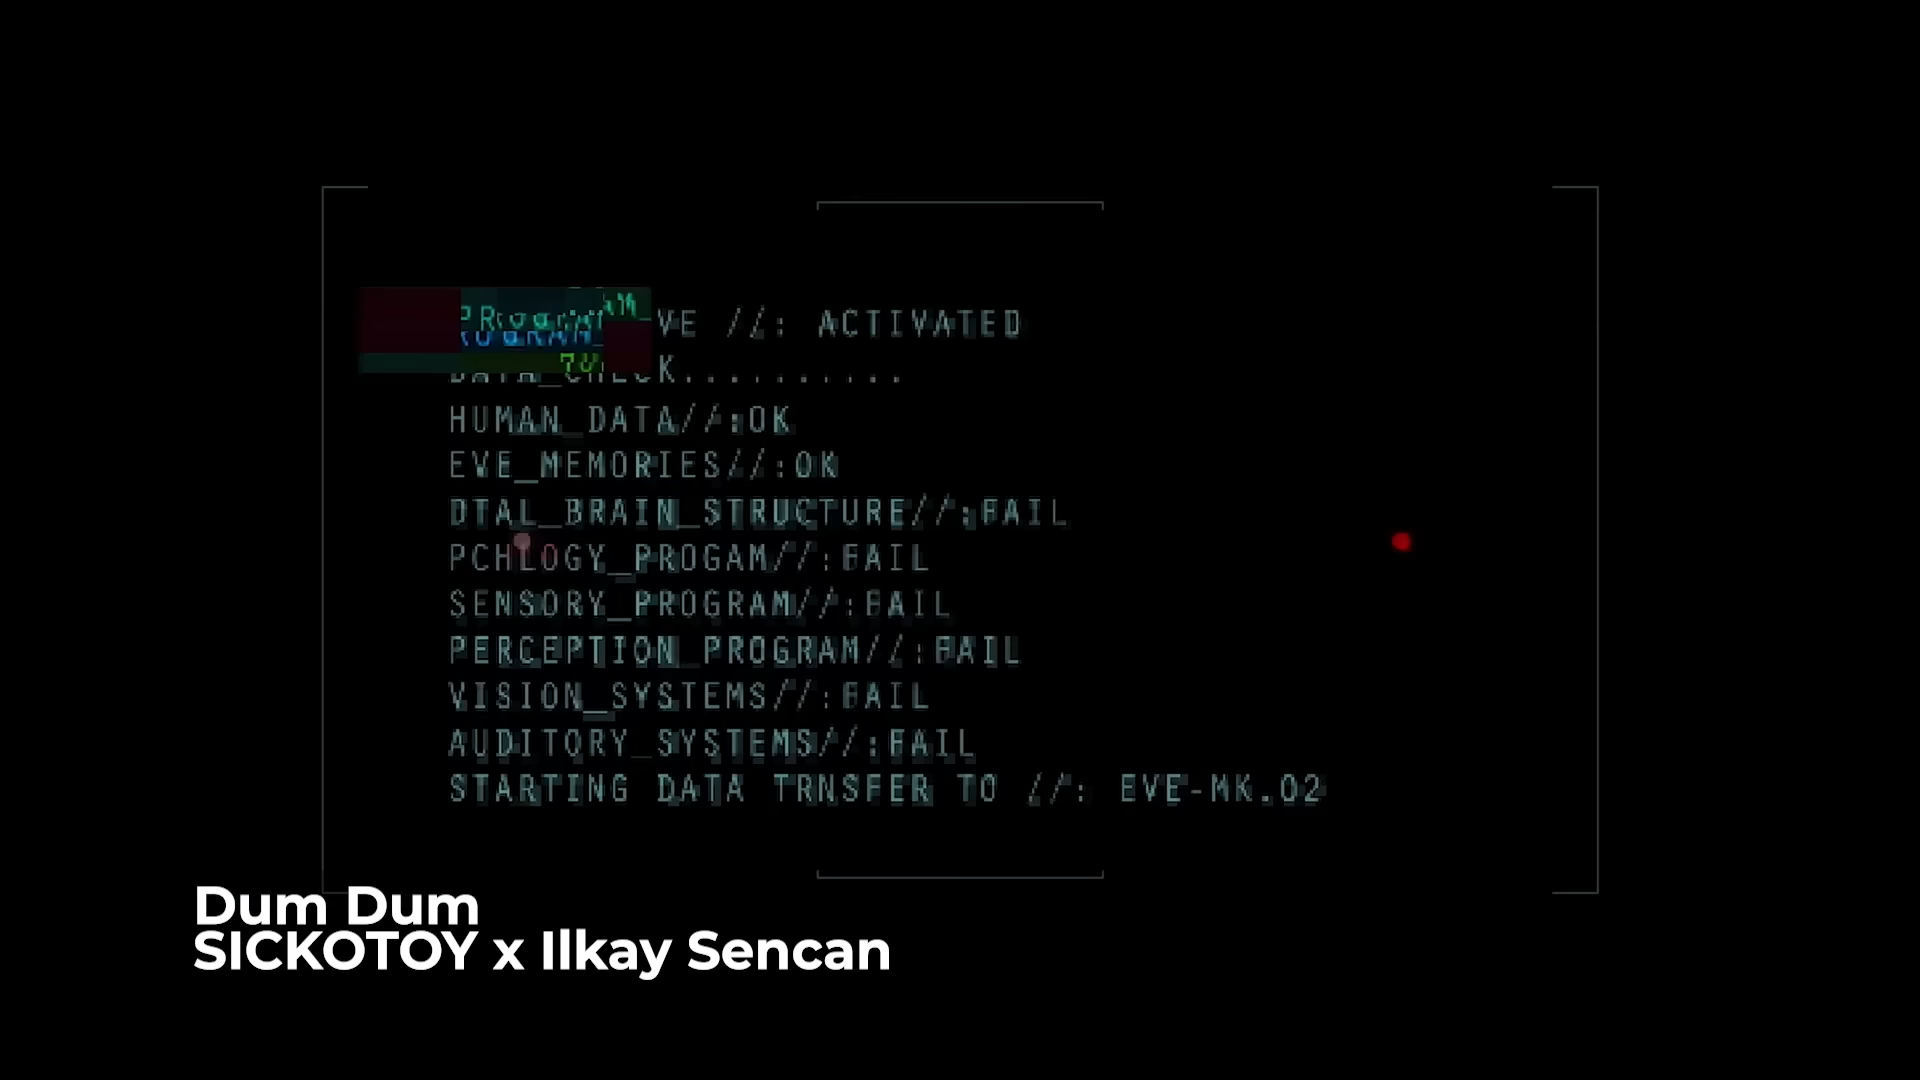 VE //: ACTIVATED
DATA_CHECK..........
HUMAN_DATA//:OK
EVE_MEMORIES//:OK
DTAL_BRAIN_STRUCTURE//:FAIL
PCHLOGY_PROGAM//:FAIL
SENSORY_PROGRAM//:FAIL
PERCEPTION_PROGRAM//:FAIL
VISION_SYSTEMS//:FAIL
AUDITORY_SYSTEMS//:FAIL
STARTING DATA TRNSFER TO //: EVE-MK.02
Dum Dum
SICKOTOY x Ilkay Sencan